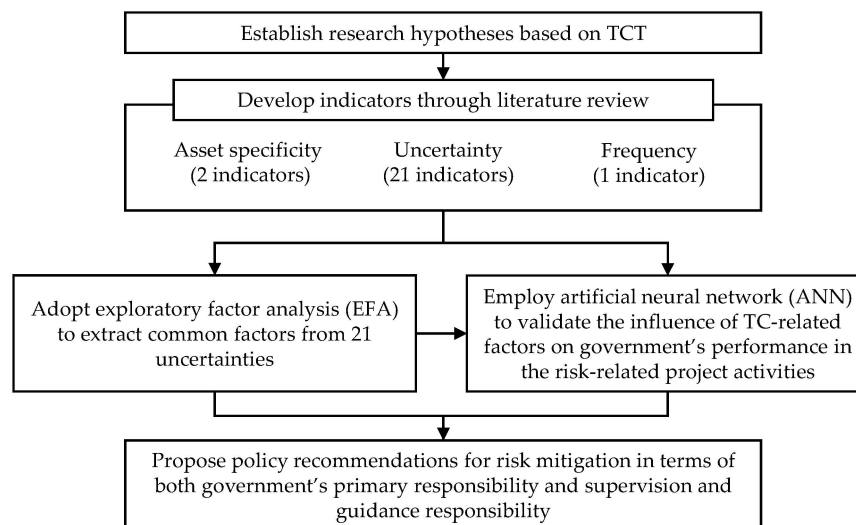 Establish research hypotheses based on TCT
Develop indicators through literature review
Asset specificity
(2 indicators)
Uncertainty
(21 indicators)
Frequency
(1 indicator)
Adopt exploratory factor analysis (EFA)
to extract common factors from 21
uncertainties
Employ artificial neural network (ANN)
to validate the influence of TC-related
factors on government’s performance in
the risk-related project activities
Propose policy recommendations for risk mitigation in terms of
both government’s primary responsibility and supervision and
guidance responsibility